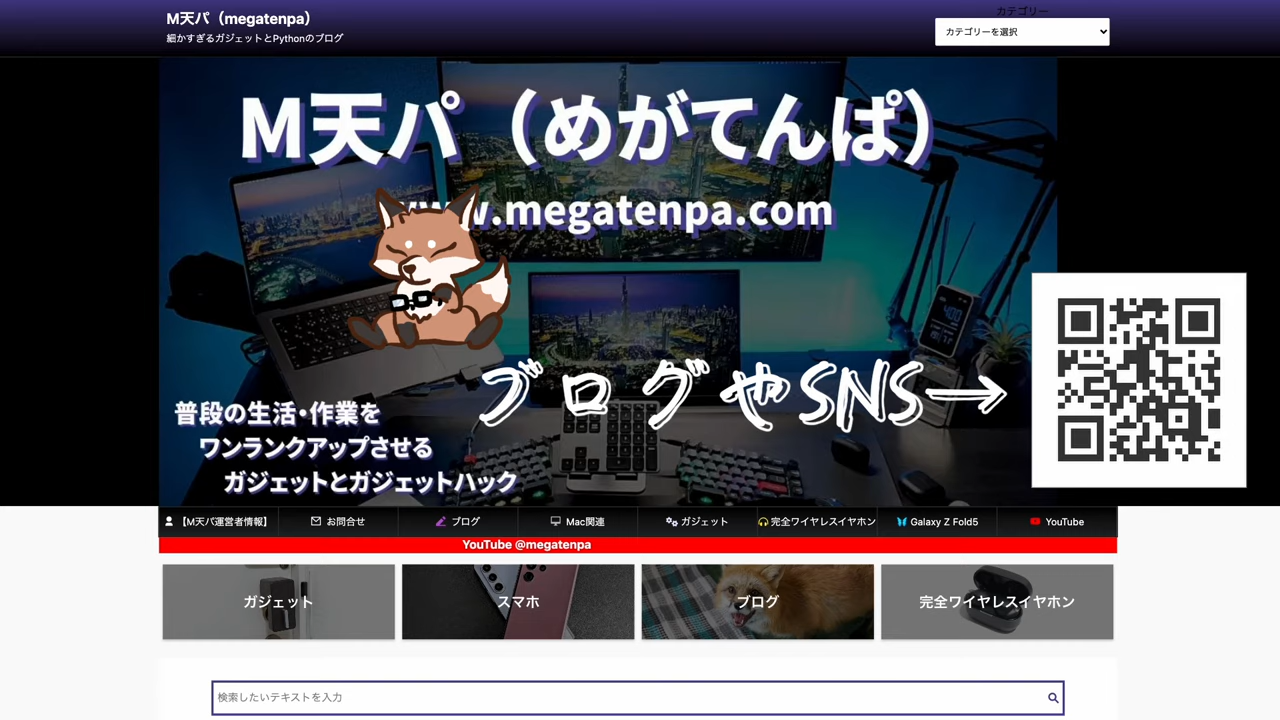 M天パ（megatenpa）
細かすぎるガジェットとPythonのブログ
カテゴリー
カテゴリーを選択
M天パ（めがてんぱ）
www.megatenpa.com
ブログやSNS→
普段の生活・作業を
ワンランクアップさせる
ガジェットとガジェットハック
【M天パ運営者情報】
お問合せ
ブログ
Mac関連
ガジェット
完全ワイヤレスイヤホン
Galaxy Z Fold5
YouTube
YouTube @megatenpa
ガジェット
スマホ
ブログ
完全ワイヤレスイヤホン
検索したいテキストを入力